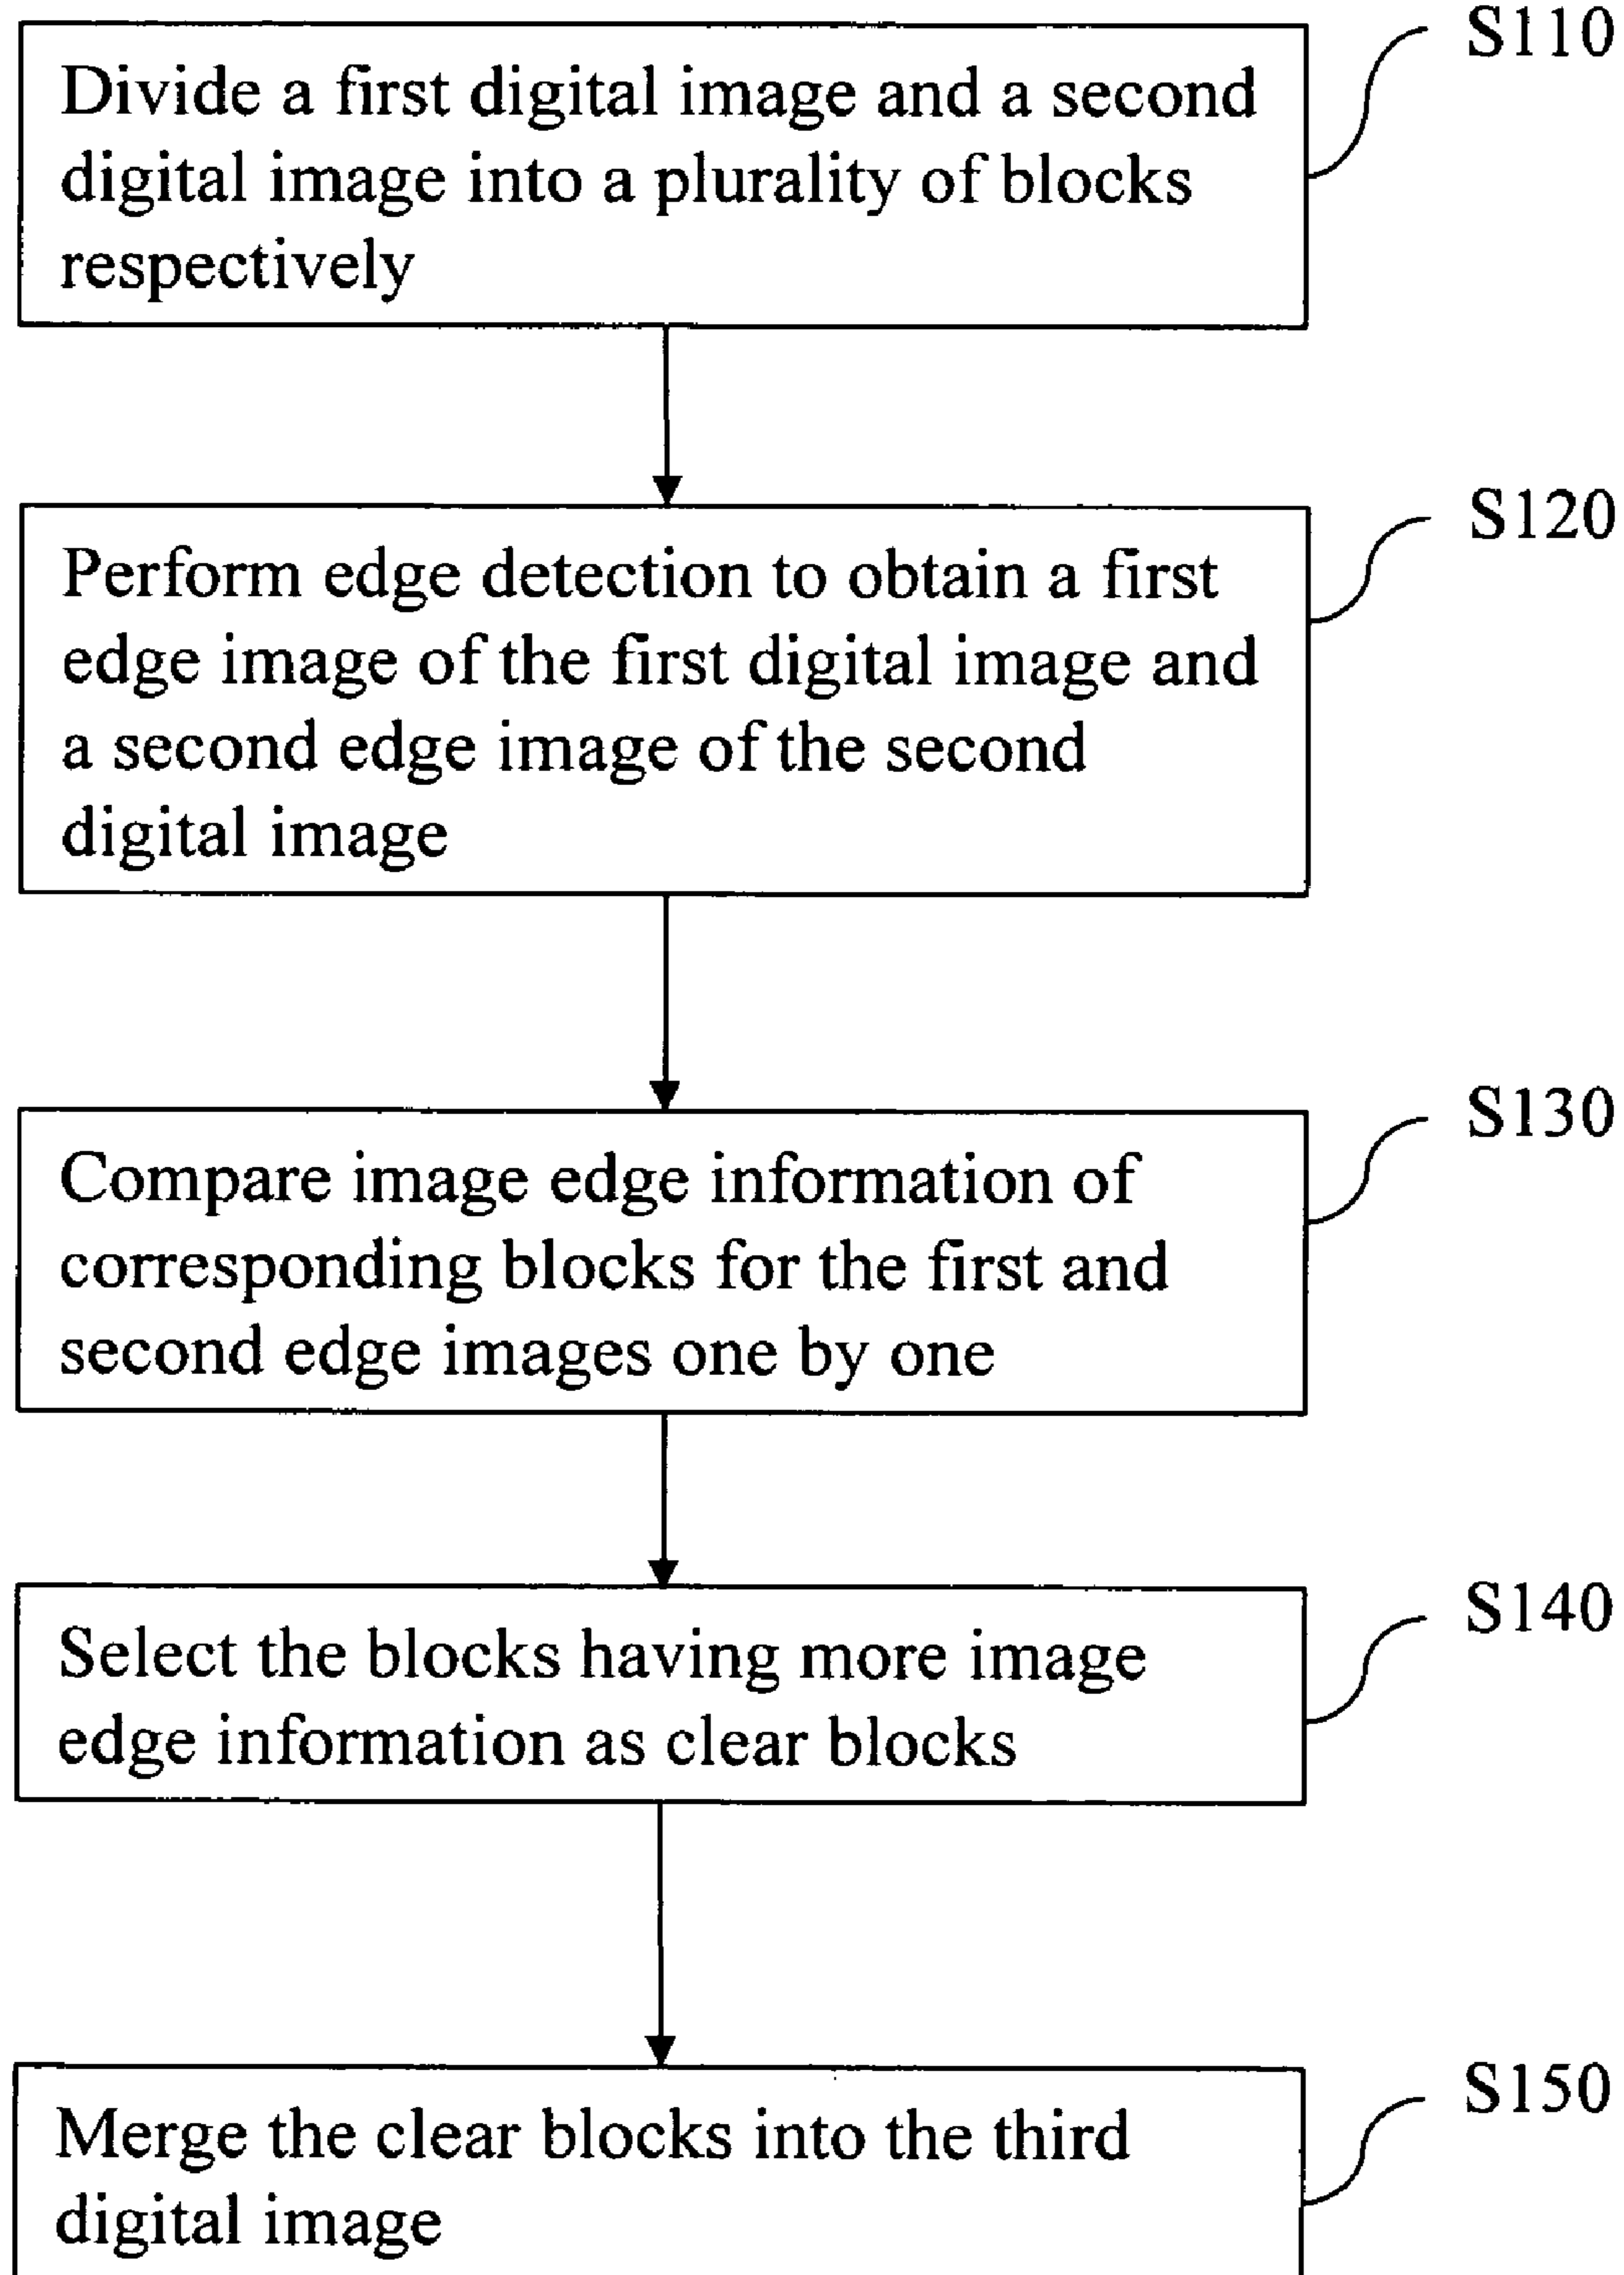 S110
Divide a first digital image and a second
digital image into a plurality of blocks
respectively
S120
Perform edge detection to obtain a first
edge image of the first digital image and
a second edge image of the second
digital image
S130
Compare image edge information of
corresponding blocks for the first and
second edge images one by one
S140
Select the blocks having more image
edge information as clear blocks
S150
Merge the clear blocks into the third
digital image